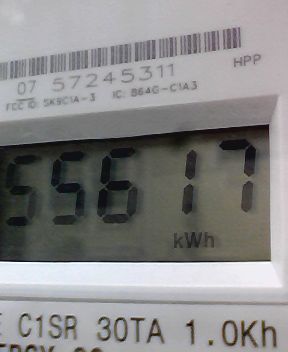 07 57245311 HPP
FCC ID: SK9C1A-3 IC: 864G-C1A3
55617
kWh
C1SR 30TA 1.0Kh